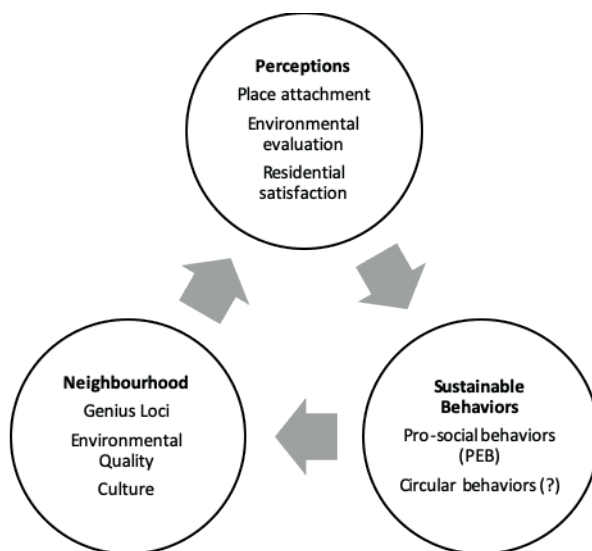 Perceptions
Place attachment
Environmental
evaluation
Residential
satisfaction
Neighbourhood
Genius Loci
Environmental
Quality
Culture
Sustainable
Behaviors
Pro-social behaviors
(PEB)
Circular behaviors (?)